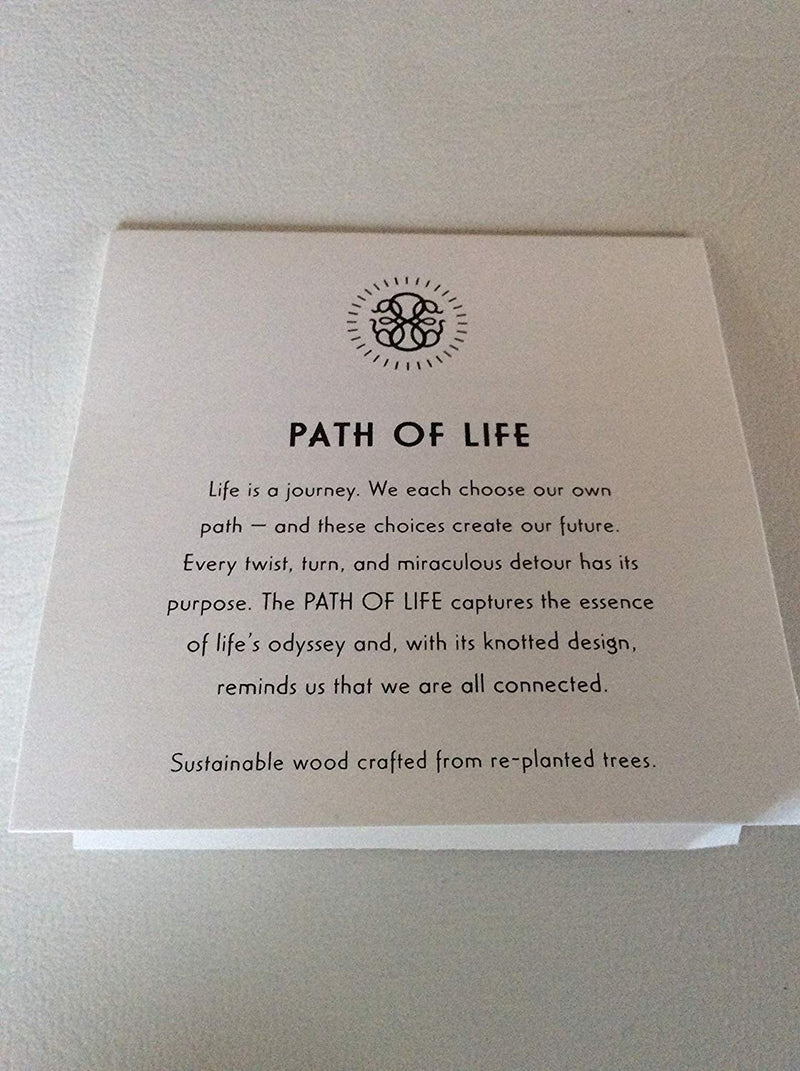 PATH OF LIFE
Life is a journey. We each choose our own
path — and these choices create our future.
Every twist, turn, and miraculous detour has its
purpose. The PATH OF LIFE captures the essence
of life's odyssey and, with its knotted design,
reminds us that we are all connected.
Sustainable wood crafted from re-planted trees.